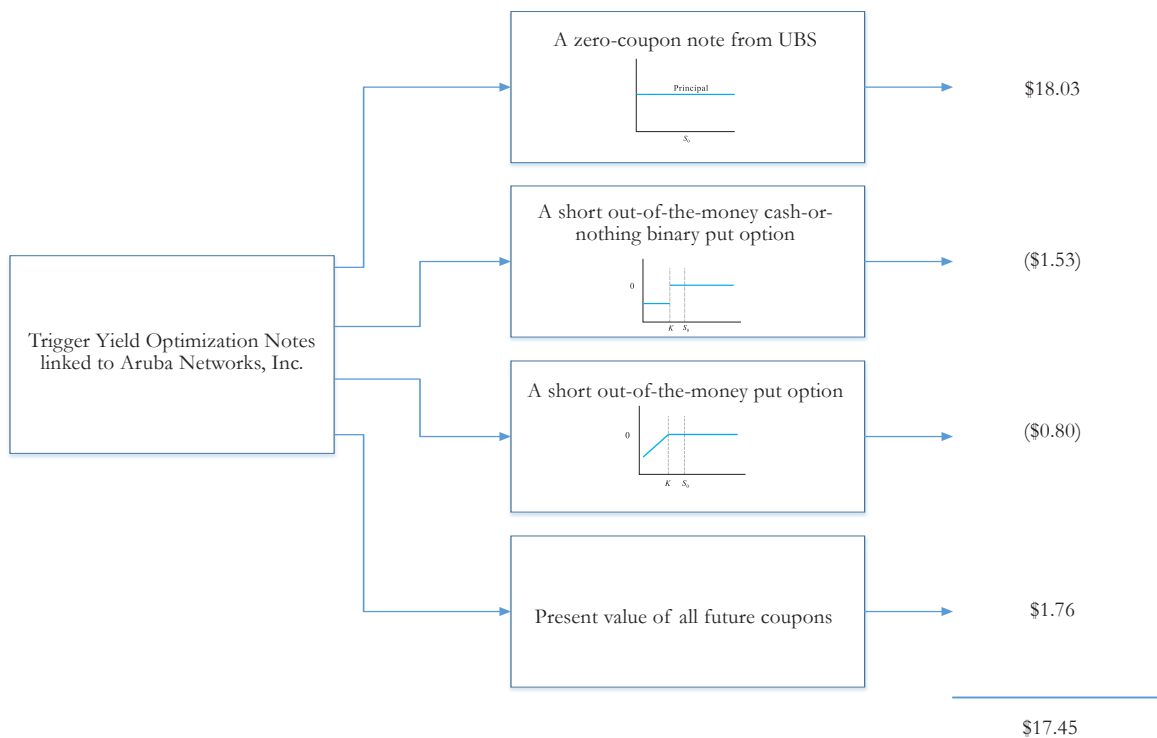 Trigger Yield Optimization Notes
linked to Aruba Networks, Inc.
A zero-coupon note from UBS
Principal
S₀
$18.03
A short out-of-the-money cash-or-
nothing binary put option
0
K S₀
($1.53)
A short out-of-the-money put option
0
K S₀
($0.80)
Present value of all future coupons
$1.76
$17.45